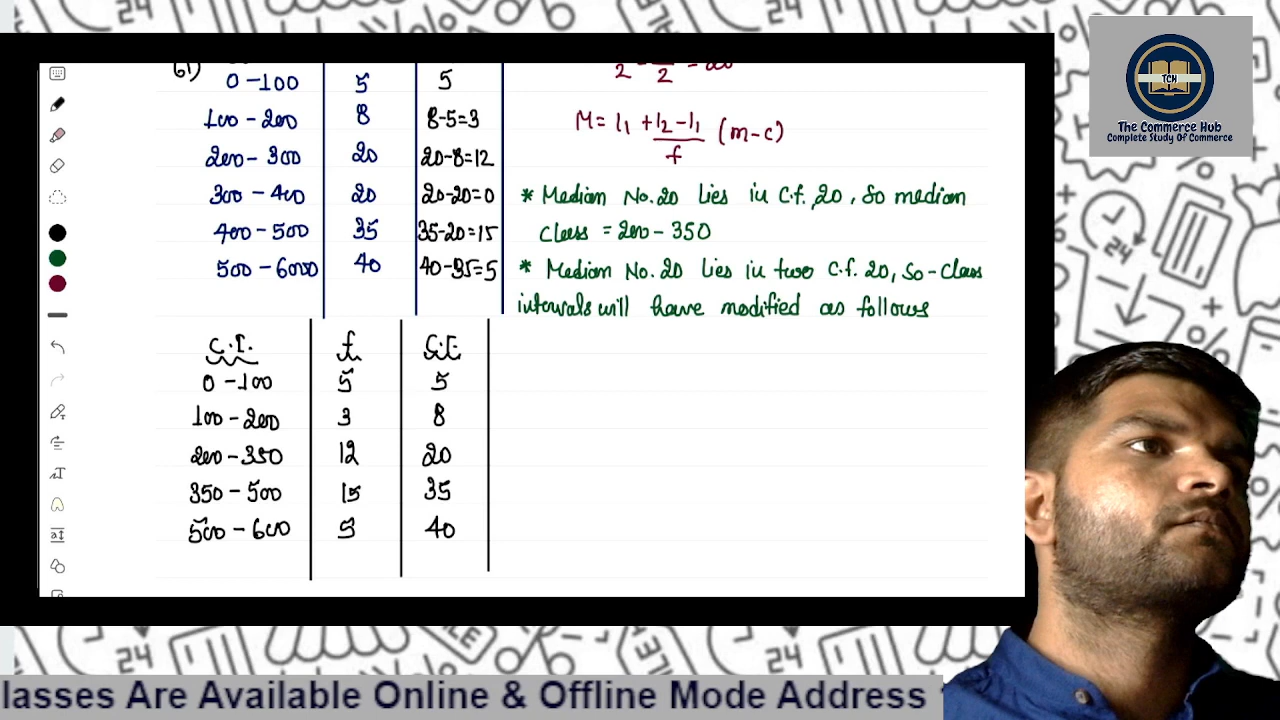 61)
0-100 5 5
100-200 8 8-5=3
200-300 20 20-8=12
300-400 20 20-20=0
400-500 35 35-20=15
500-6000 40 40-35=5
M = l₁ + l₂-l₁/f (m-c)
* Median No. 20 lies in c.f. 20, so median
class = 200-350
* Median No. 20 lies in two c.f. 20, so-class
intervals will have modified as follows
C.I. f C.f.
0-100 5 5
100-200 3 8
200-350 12 20
350-500 15 35
500-600 5 40
TCH
The Commerce Hub
Complete Study Of Commerce
lasses Are Available Online & Offline Mode Address